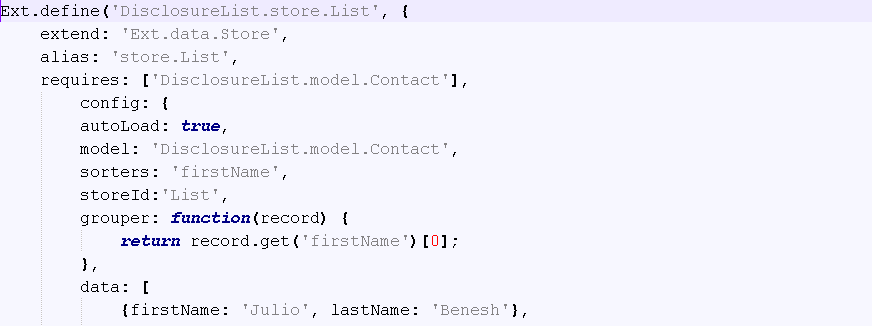 Ext.define('DisclosureList.store.List', {
extend: 'Ext.data.Store',
alias: 'store.List',
requires: ['DisclosureList.model.Contact'],
config: {
autoLoad: true,
model: 'DisclosureList.model.Contact',
sorters: 'firstName',
storeId:'List',
grouper: function(record) {
return record.get('firstName')[0];
},
data: [
{firstName: 'Julio', lastName: 'Benesh'},